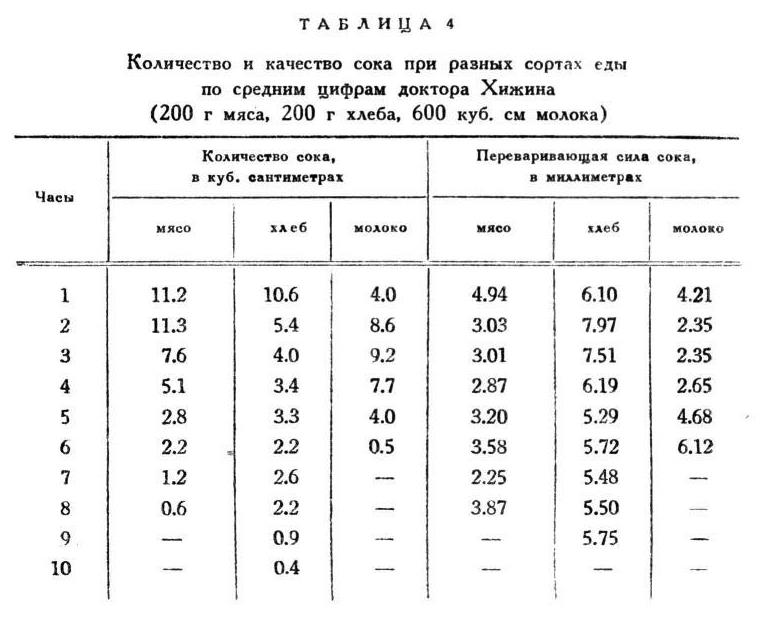 ТАБЛИЦА 4
Количество и качество сока при разных сортах еды
по средним цифрам доктора Хижина
(200 г мяса, 200 г хлеба, 600 куб. см молока)
Часы Количество сока, в куб. сантиметрах Переваривающая сила сока, в миллиметрах
мясо хлеб молоко мясо хлеб молоко
1 11.2 10.6 4.0 4.94 6.10 4.21
2 11.3 5.4 8.6 3.03 7.97 2.35
3 7.6 4.0 9.2 3.01 7.51 2.35
4 5.1 3.4 7.7 2.87 6.19 2.65
5 2.8 3.3 4.0 3.20 5.29 4.68
6 2.2 2.2 0.5 3.58 5.72 6.12
7 1.2 2.6 — 2.25 5.48 —
8 0.6 2.2 — 3.87 5.50 —
9 — 0.9 — — 5.75 —
10 — 0.4 — — — —